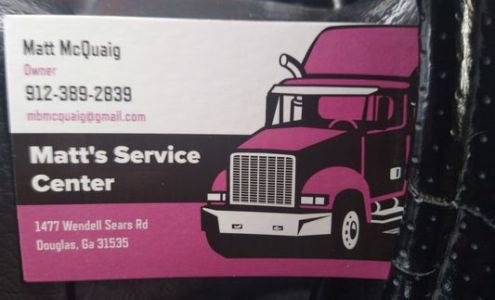 Matt McQuaig
Owner
912-389-2839
mbmcquaig@gmail.com
Matt's Service
Center
1477 Wendell Sears Rd
Douglas, Ga 31535